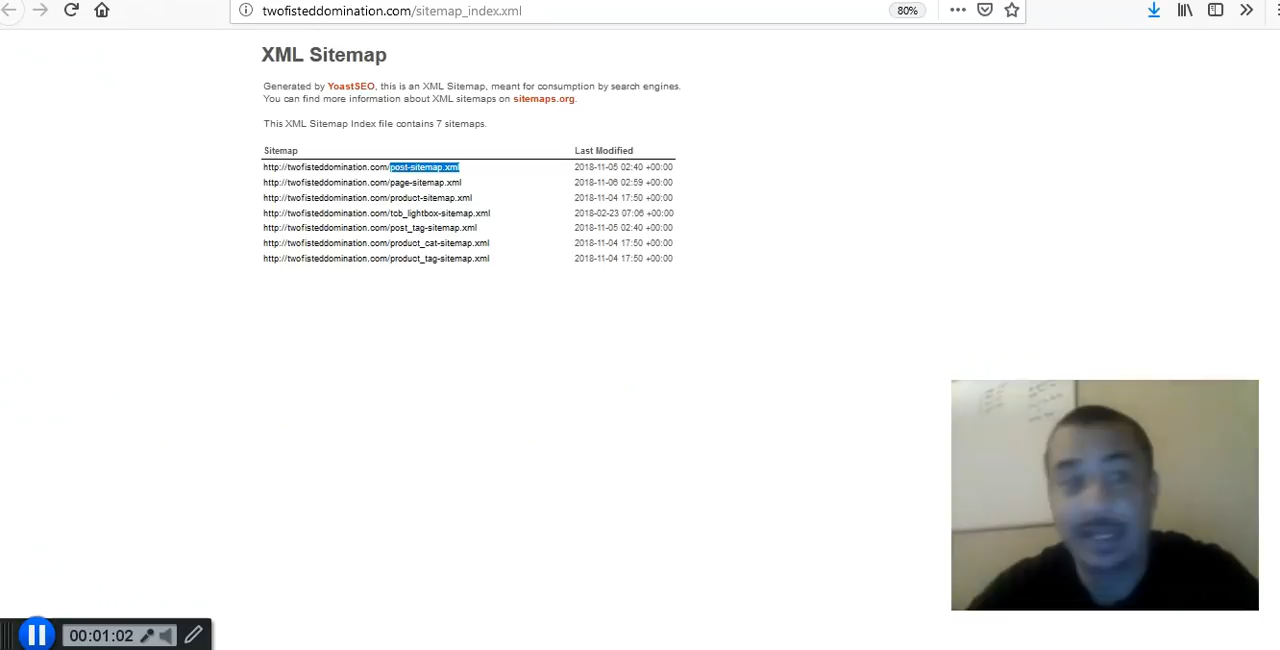 twofisteddomination.com/sitemap_index.xml
80%
XML Sitemap
Generated by YoastSEO, this is an XML Sitemap, meant for consumption by search engines.
You can find more information about XML sitemaps on sitemaps.org.
This XML Sitemap Index file contains 7 sitemaps.
Sitemap Last Modified
http://twofisteddomination.com/post-sitemap.xml 2018-11-05 02:40 +00:00
http://twofisteddomination.com/page-sitemap.xml 2018-11-06 02:59 +00:00
http://twofisteddomination.com/product-sitemap.xml 2018-11-04 17:50 +00:00
http://twofisteddomination.com/tcb_lightbox-sitemap.xml 2018-02-23 07:06 +00:00
http://twofisteddomination.com/post_tag-sitemap.xml 2018-11-05 02:40 +00:00
http://twofisteddomination.com/product_cat-sitemap.xml 2018-11-04 17:50 +00:00
http://twofisteddomination.com/product_tag-sitemap.xml 2018-11-04 17:50 +00:00
00:01:02